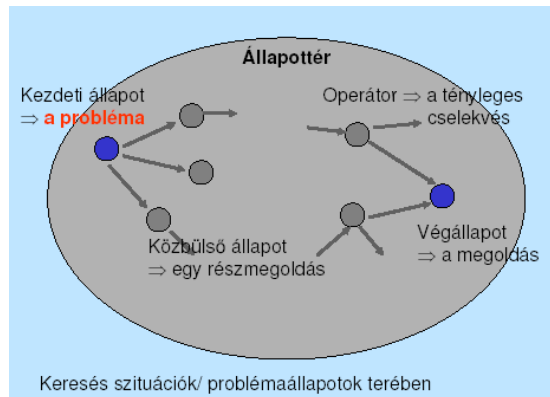 Állapottér
Kezdeti állapot
⇒ a probléma
Operátor ⇒ a tényleges
cselekvés
Közbülső állapot
⇒ egy részmegoldás
Végállapot
⇒ a megoldás
Keresés szituációk/ problémaállapotok terében